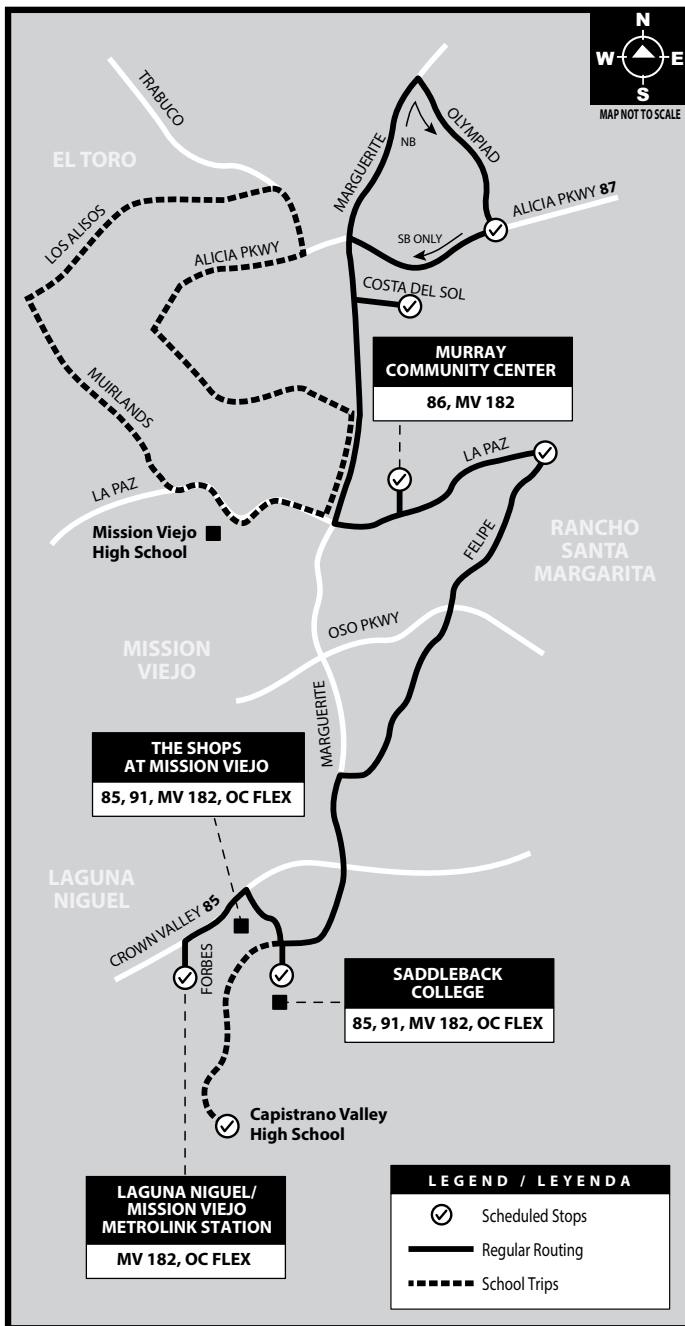 N
W E
S
MAP NOT TO SCALE
TRABUCO
EL TORO
MARGUERITE
NB
OLYMPIAD
LOS ALISOS
ALICIA PKWY 87
ALICIA PKWY
SB ONLY
COSTA DEL SOL
MURRAY
COMMUNITY CENTER
86, MV 182
MUIRLANDS
LA PAZ
LA PAZ
Mission Viejo
High School
FELIPE
RANCHO
SANTA
MARGARITA
OSO PKWY
MISSION
VIEJO
MARGUERITE
THE SHOPS
AT MISSION VIEJO
85, 91, MV 182, OC FLEX
LAGUNA
NIGUEL
CROWN VALLEY 85
FORBES
SADDLEBACK
COLLEGE
85, 91, MV 182, OC FLEX
Capistrano Valley
High School
LAGUNA NIGUEL/
MISSION VIEJO
METROLINK STATION
MV 182, OC FLEX
LEGEND / LEYENDA
Scheduled Stops
Regular Routing
School Trips